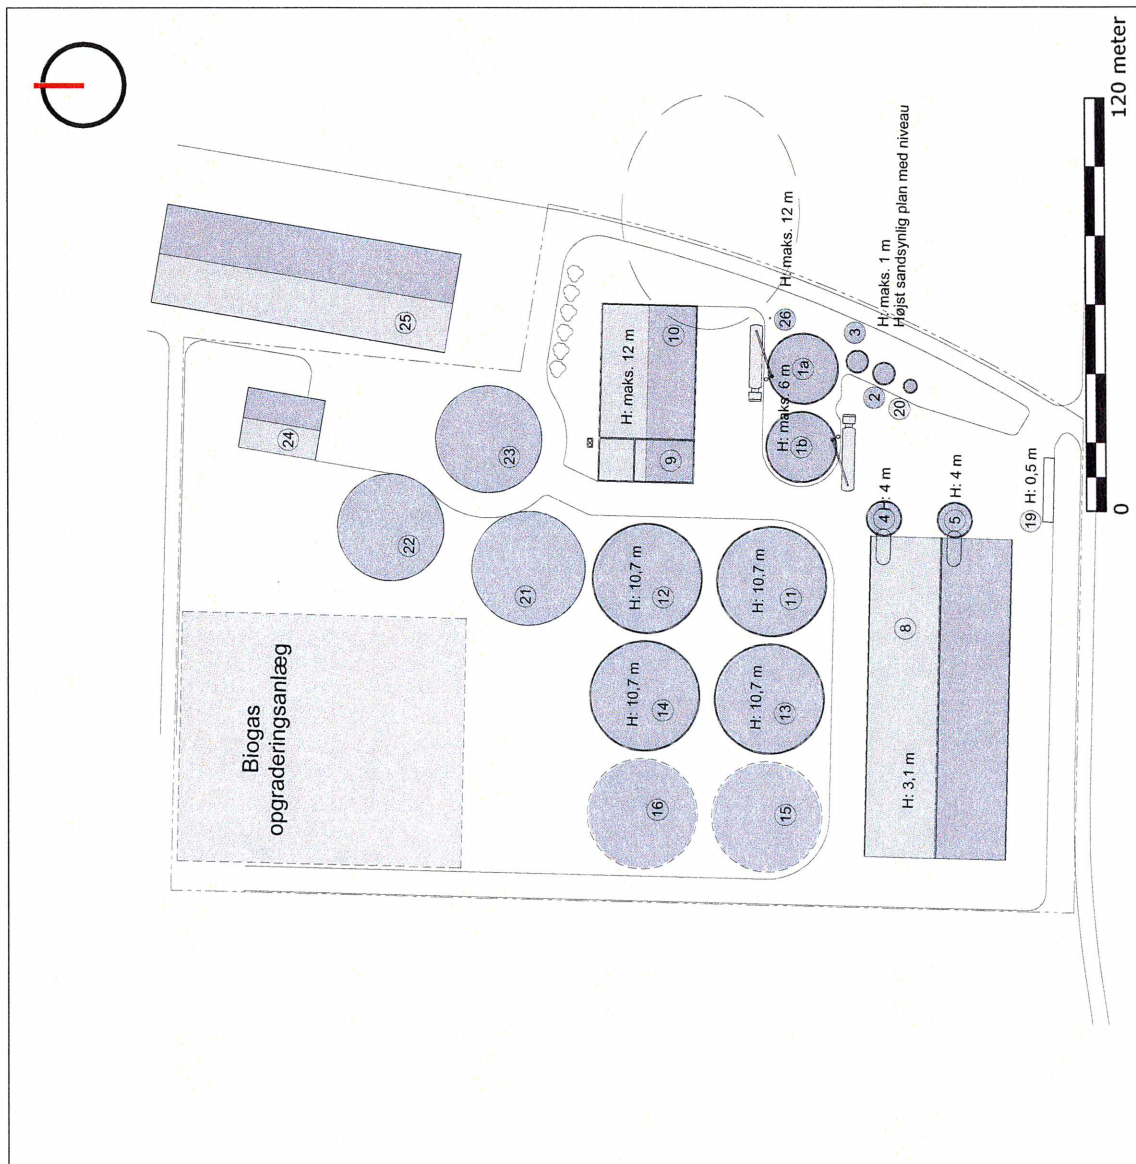 Biogas
opgraderingsanlæg
25
24
23
22
21
H: maks. 12 m
10
9
H: maks. 12 m
26
H: maks. 6 m
1a
1b
H: maks. 1 m
Højst sandsynlig plan med niveau
3
2
20
H: 10,7 m
12
H: 10,7 m
11
H: 10,7 m
14
H: 10,7 m
13
16
15
4
H: 4 m
5
H: 4 m
8
H: 3,1 m
19
H: 0,5 m
0
120 meter